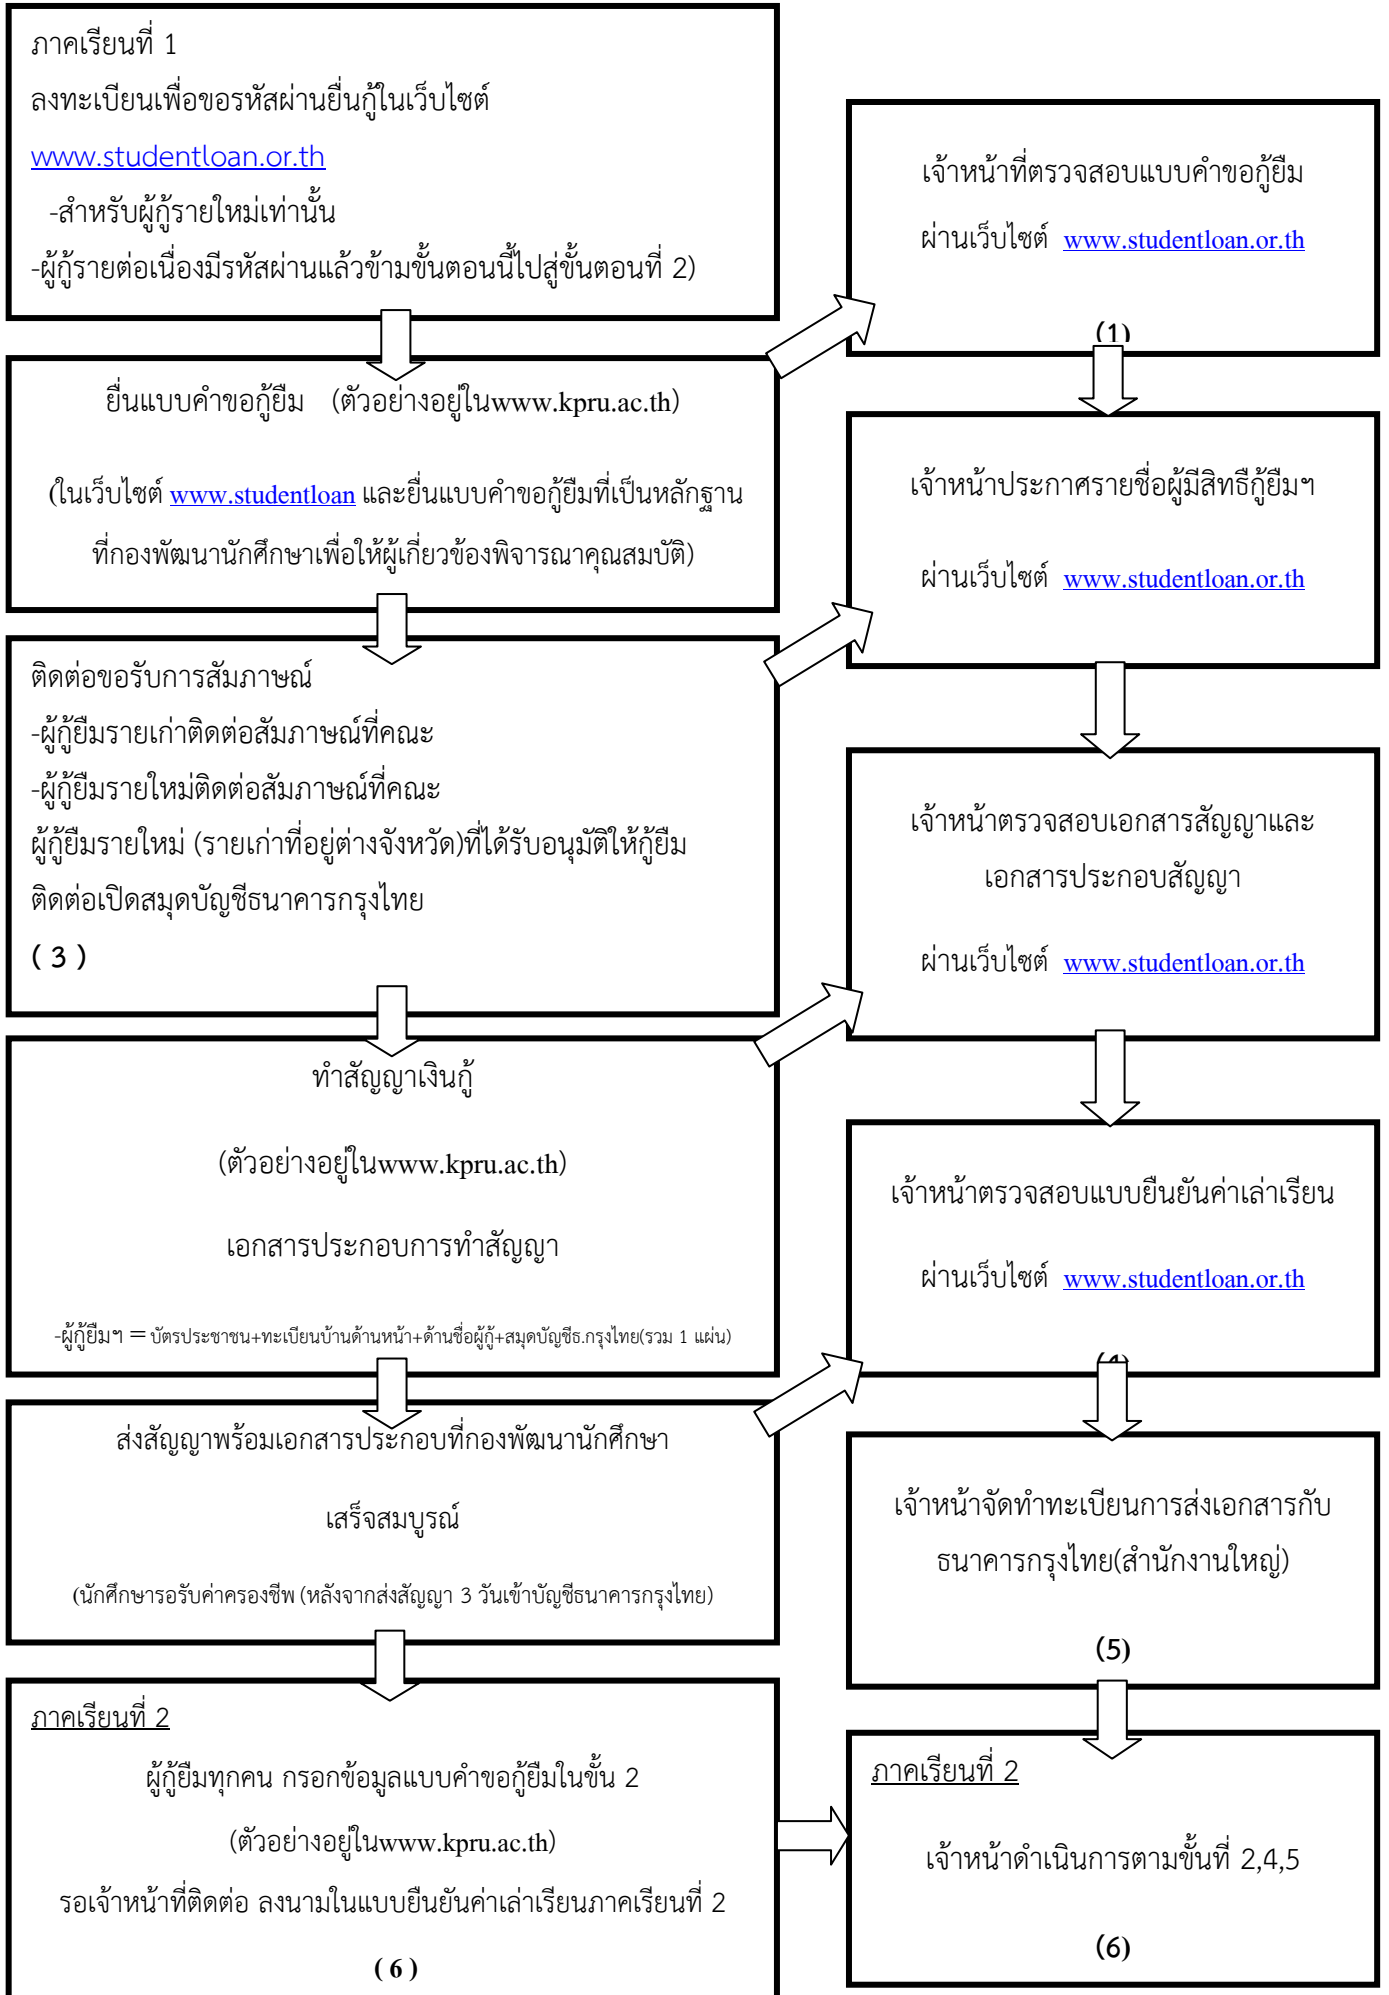 ภาคเรียนที่ 1
ลงทะเบียนเพื่อขอรหัสผ่านยื่นกู้ในเว็บไซต์
www.studentloan.or.th
-สำหรับผู้กู้รายใหม่เท่านั้น
-ผู้กู้รายต่อเนื่องมีรหัสผ่านแล้วข้ามขั้นตอนนี้ไปสู่ขั้นตอนที่ 2)
ยื่นแบบคำขอกู้ยืม (ตัวอย่างอยู่ในwww.kpru.ac.th)
(ในเว็บไซต์ www.studentloan และยื่นแบบคำขอกู้ยืมที่เป็นหลักฐาน
ที่กองพัฒนานักศึกษาเพื่อให้ผู้เกี่ยวข้องพิจารณาคุณสมบัติ)
ติดต่อขอรับการสัมภาษณ์
-ผู้กู้ยืมรายเก่าติดต่อสัมภาษณ์ที่คณะ
-ผู้กู้ยืมรายใหม่ติดต่อสัมภาษณ์ที่คณะ
ผู้กู้ยืมรายใหม่ (รายเก่าที่อยู่ต่างจังหวัด)ที่ได้รับอนุมัติให้กู้ยืม
ติดต่อเปิดสมุดบัญชีธนาคารกรุงไทย
( 3 )
ทำสัญญาเงินกู้
(ตัวอย่างอยู่ในwww.kpru.ac.th)
เอกสารประกอบการทำสัญญา
-ผู้กู้ยืมฯ = บัตรประชาชน+ทะเบียนบ้านด้านหน้า+ด้านชื่อผู้กู้+สมุดบัญชีธ.กรุงไทย(รวม 1 แผ่น)
ส่งสัญญาพร้อมเอกสารประกอบที่กองพัฒนานักศึกษา
เสร็จสมบูรณ์
(นักศึกษารอรับค่าครองชีพ (หลังจากส่งสัญญา 3 วันเข้าบัญชีธนาคารกรุงไทย)
ภาคเรียนที่ 2
ผู้กู้ยืมทุกคน กรอกข้อมูลแบบคำขอกู้ยืมในขั้น 2
(ตัวอย่างอยู่ในwww.kpru.ac.th)
รอเจ้าหน้าที่ติดต่อ ลงนามในแบบยืนยันค่าเล่าเรียนภาคเรียนที่ 2
( 6 )
เจ้าหน้าที่ตรวจสอบแบบคำขอกู้ยืม
ผ่านเว็บไซต์ www.studentloan.or.th
(1)
เจ้าหน้าประกาศรายชื่อผู้มีสิทธิ์กู้ยืมฯ
ผ่านเว็บไซต์ www.studentloan.or.th
เจ้าหน้าตรวจสอบเอกสารสัญญาและ
เอกสารประกอบสัญญา
ผ่านเว็บไซต์ www.studentloan.or.th
เจ้าหน้าตรวจสอบแบบยืนยันค่าเล่าเรียน
ผ่านเว็บไซต์ www.studentloan.or.th
เจ้าหน้าจัดทำทะเบียนการส่งเอกสารกับ
ธนาคารกรุงไทย(สำนักงานใหญ่)
(5)
ภาคเรียนที่ 2
เจ้าหน้าดำเนินการตามขั้นที่ 2,4,5
(6)